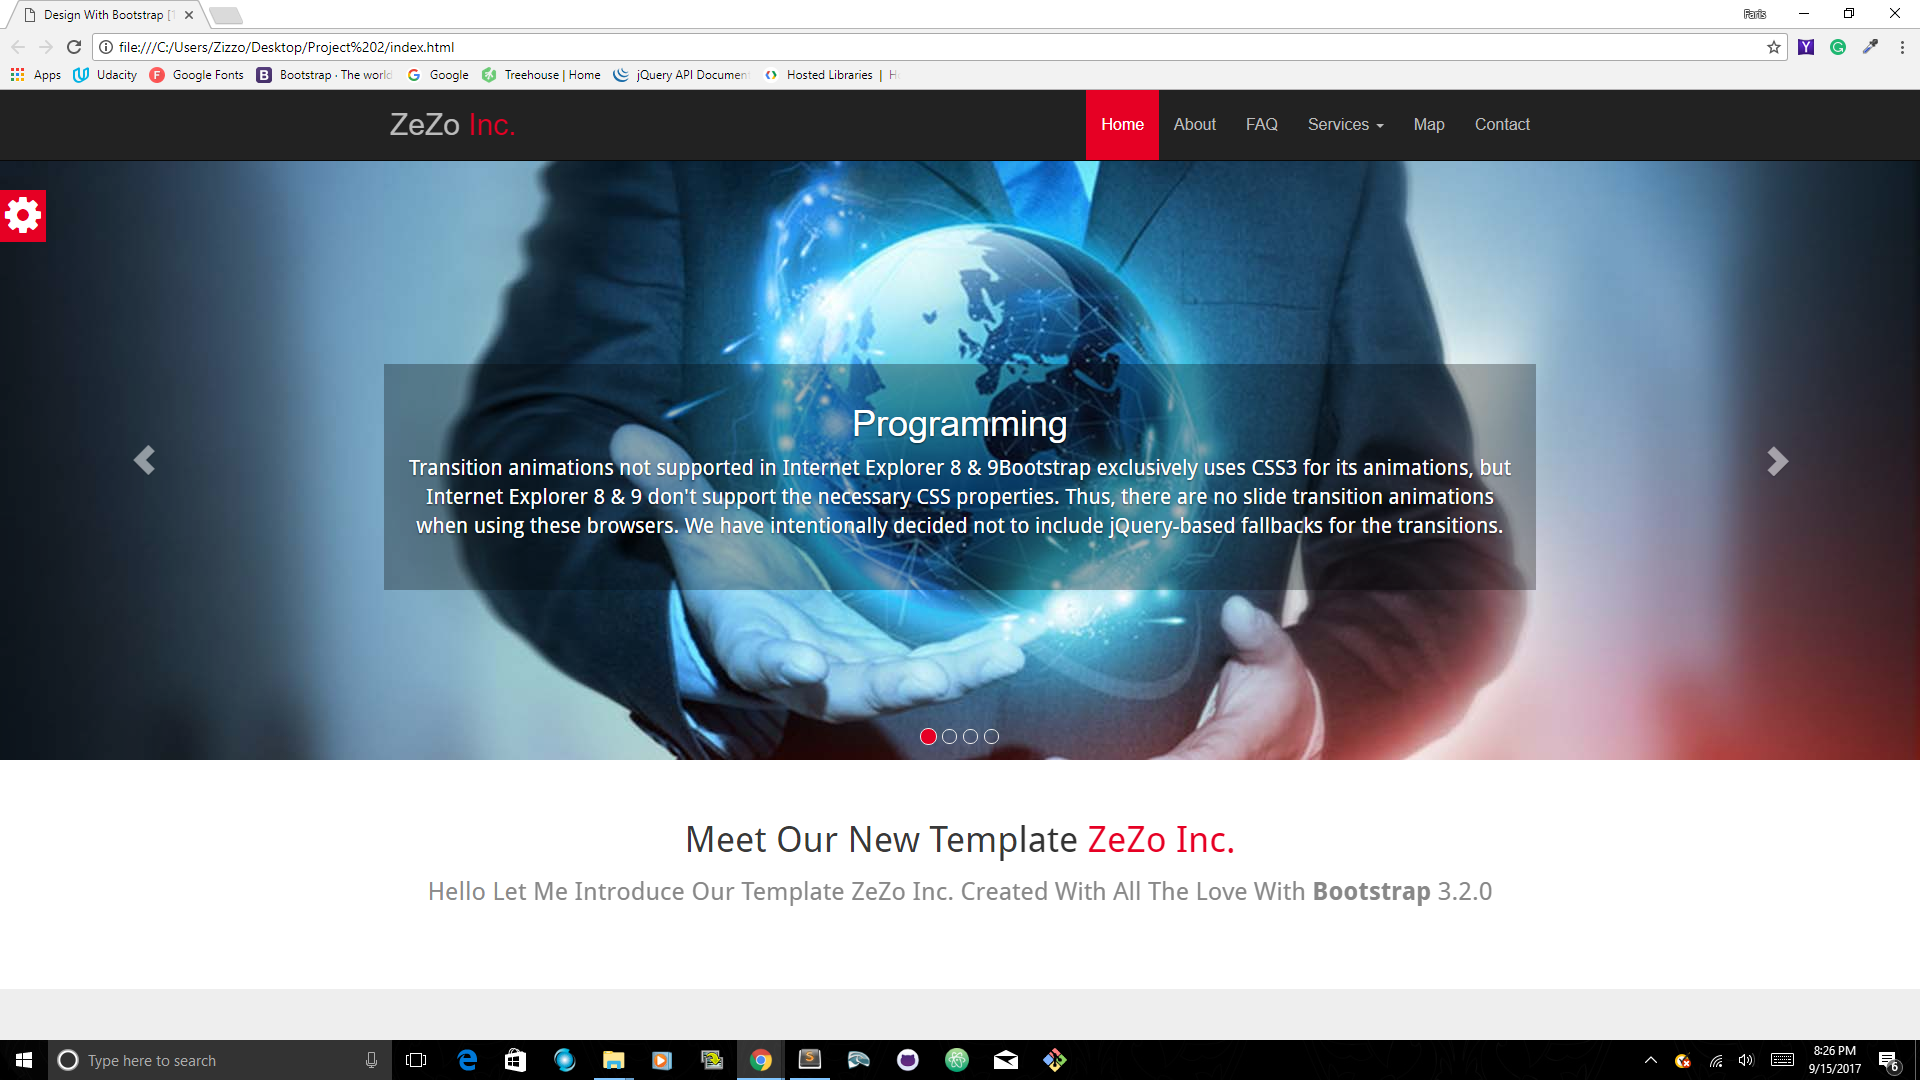 Design With Bootstrap [
Faris
file:///C:/Users/Zizzo/Desktop/Project%202/index.html
Apps Udacity Google Fonts Bootstrap · The world Google Treehouse | Home jQuery API Document Hosted Libraries | H
ZeZo Inc. Home About FAQ Services Map Contact
Programming
Transition animations not supported in Internet Explorer 8 & 9Bootstrap exclusively uses CSS3 for its animations, but
Internet Explorer 8 & 9 don't support the necessary CSS properties. Thus, there are no slide transition animations
when using these browsers. We have intentionally decided not to include jQuery-based fallbacks for the transitions.
Meet Our New Template ZeZo Inc.
Hello Let Me Introduce Our Template ZeZo Inc. Created With All The Love With Bootstrap 3.2.0
Type here to search
8:26 PM
9/15/2017
6